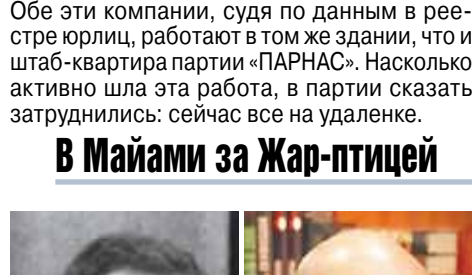 Обе эти компании, судя по данным в рее-
стре юрлиц, работают в том же здании, что и
штаб-квартира партии «ПАРНАС». Насколько
активно шла эта работа, в партии сказать
затруднились: сейчас все на удаленке.
В Майами за Жар-птицей